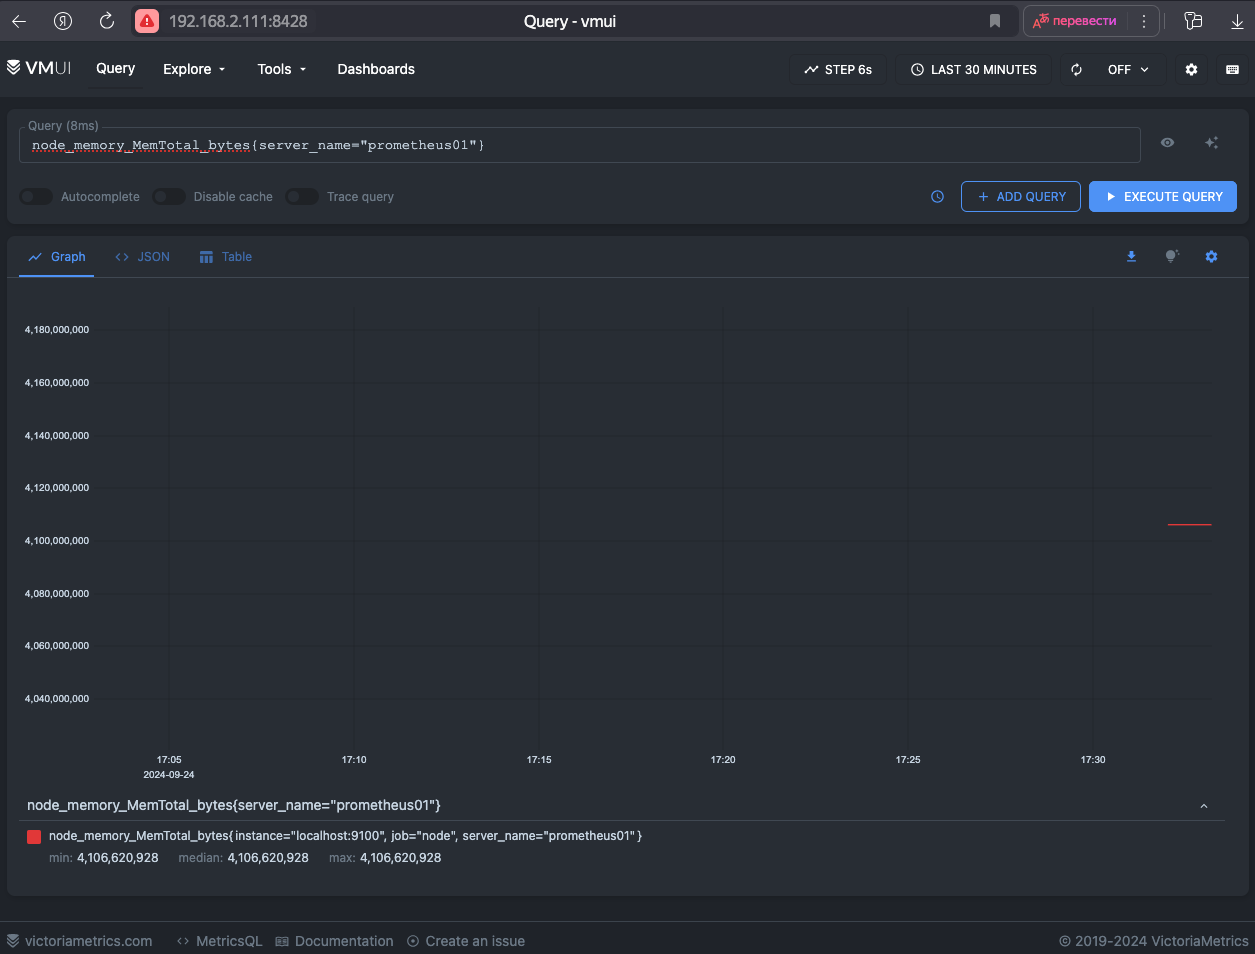 192.168.2.111:8428
Query - vmui
перевести
VMUI
Query
Explore
Tools
Dashboards
STEP 6s
LAST 30 MINUTES
OFF
Query (8ms)
node_memory_MemTotal_bytes{server_name="prometheus01"}
Autocomplete
Disable cache
Trace query
+ ADD QUERY
EXECUTE QUERY
Graph
JSON
Table
4,180,000,000
4,160,000,000
4,140,000,000
4,120,000,000
4,100,000,000
4,080,000,000
4,060,000,000
4,040,000,000
17:05 17:10 17:15 17:20 17:25 17:30
2024-09-24
node_memory_MemTotal_bytes{server_name="prometheus01"}
node_memory_MemTotal_bytes{instance="localhost:9100", job="node", server_name="prometheus01"}
min: 4,106,620,928 median: 4,106,620,928 max: 4,106,620,928
victoriametrics.com
<> MetricsQL
Documentation
Create an issue
© 2019-2024 VictoriaMetrics